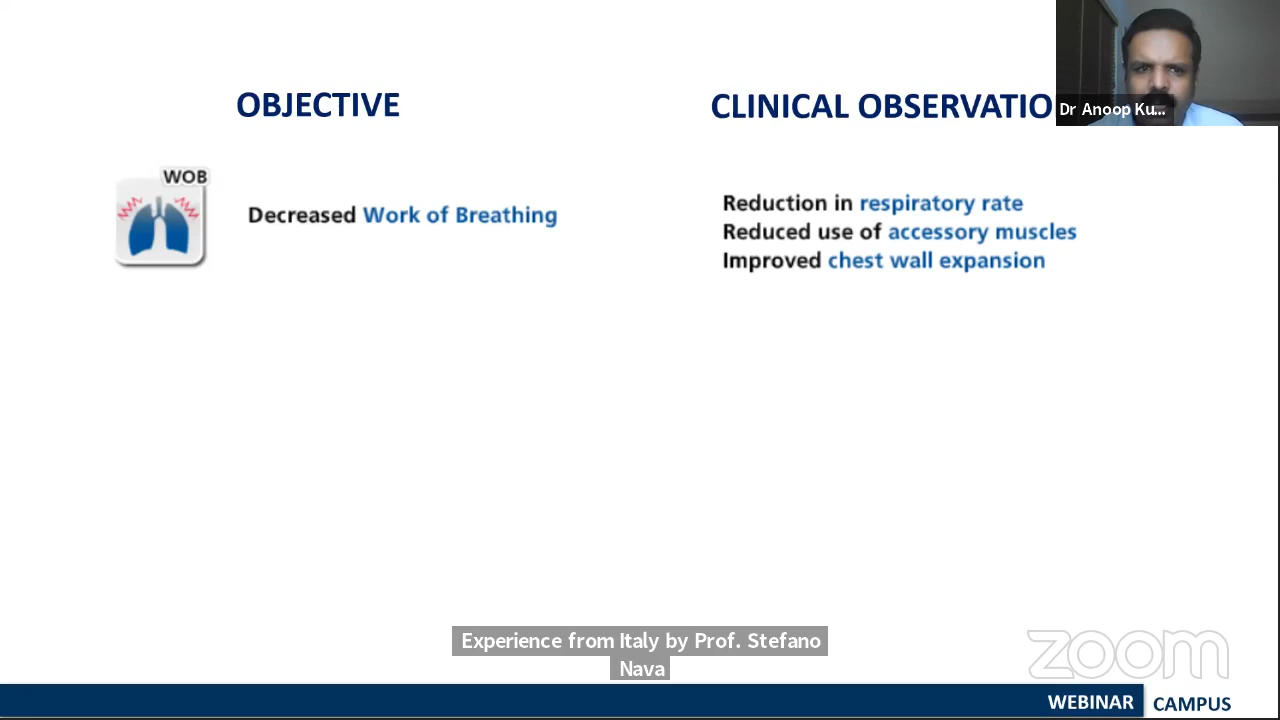 OBJECTIVE
CLINICAL OBSERVATIO
Dr Anoop Ku...
WOB
Decreased Work of Breathing
Reduction in respiratory rate
Reduced use of accessory muscles
Improved chest wall expansion
Experience from Italy by Prof. Stefano
Nava
zoom
WEBINAR CAMPUS